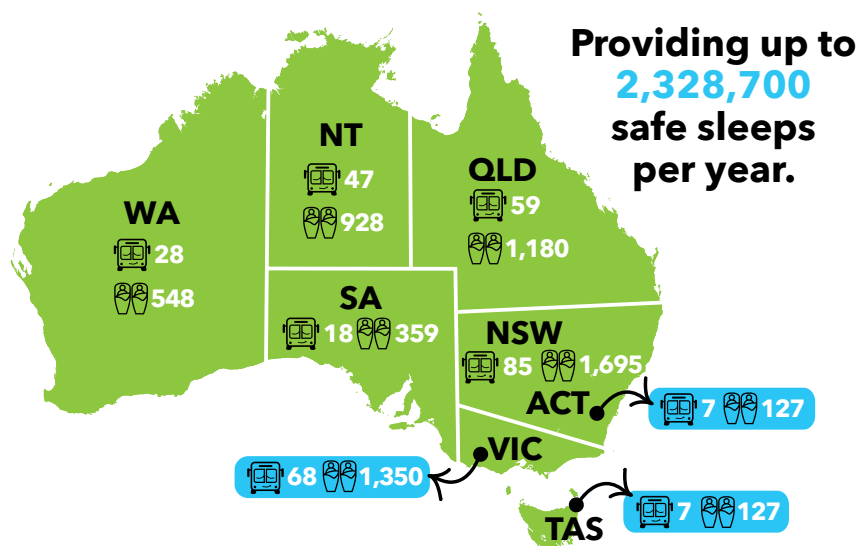 Providing up to
2,328,700
safe sleeps
per year.
NT
47
928
QLD
59
1,180
WA
28
548
SA
18 359
NSW
85 1,695
ACT
7 127
VIC
68 1,350
TAS
7 127